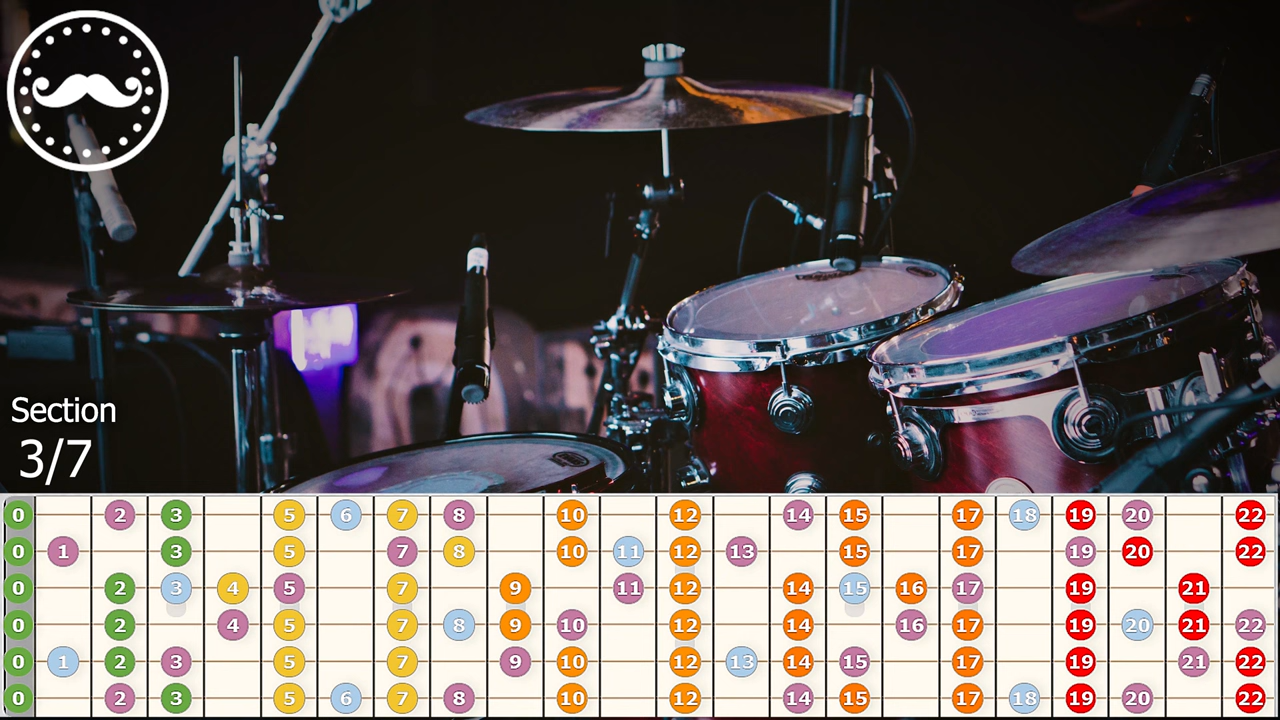 Section
3/7
0 2 3 5 6 7 8 10 12 14 15 17 18 19 20 22
0 1 3 5 7 8 10 11 12 13 15 17 19 20 22
0 2 3 4 5 7 9 11 12 14 15 16 17 19 21
0 2 4 5 7 8 9 10 12 14 16 17 19 20 21 22
0 1 2 3 5 7 9 10 12 13 14 15 17 19 21 22
0 2 3 5 6 7 8 10 12 14 15 17 18 19 20 22